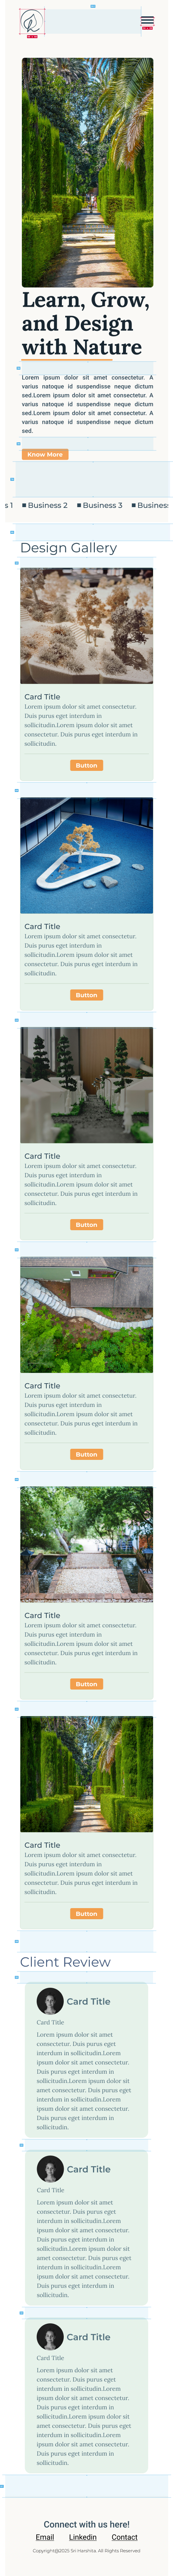 Learn, Grow,
and Design
with Nature
Lorem ipsum dolor sit amet consectetur. A
varius natoque id suspendisse neque dictum
sed.Lorem ipsum dolor sit amet consectetur. A
varius natoque id suspendisse neque dictum
sed.Lorem ipsum dolor sit amet consectetur. A
varius natoque id suspendisse neque dictum
sed.
Know More
s 1 Business 2 Business 3 Business
Design Gallery
Card Title
Lorem ipsum dolor sit amet consectetur.
Duis purus eget interdum in
sollicitudin.Lorem ipsum dolor sit amet
consectetur. Duis purus eget interdum in
sollicitudin.
Button
Card Title
Lorem ipsum dolor sit amet consectetur.
Duis purus eget interdum in
sollicitudin.Lorem ipsum dolor sit amet
consectetur. Duis purus eget interdum in
sollicitudin.
Button
Card Title
Lorem ipsum dolor sit amet consectetur.
Duis purus eget interdum in
sollicitudin.Lorem ipsum dolor sit amet
consectetur. Duis purus eget interdum in
sollicitudin.
Button
Card Title
Lorem ipsum dolor sit amet consectetur.
Duis purus eget interdum in
sollicitudin.Lorem ipsum dolor sit amet
consectetur. Duis purus eget interdum in
sollicitudin.
Button
Card Title
Lorem ipsum dolor sit amet consectetur.
Duis purus eget interdum in
sollicitudin.Lorem ipsum dolor sit amet
consectetur. Duis purus eget interdum in
sollicitudin.
Button
Card Title
Lorem ipsum dolor sit amet consectetur.
Duis purus eget interdum in
sollicitudin.Lorem ipsum dolor sit amet
consectetur. Duis purus eget interdum in
sollicitudin.
Button
Client Review
Card Title
Card Title
Lorem ipsum dolor sit amet
consectetur. Duis purus eget
interdum in sollicitudin.Lorem
ipsum dolor sit amet consectetur.
Duis purus eget interdum in
sollicitudin.Lorem ipsum dolor sit
amet consectetur. Duis purus eget
interdum in sollicitudin.Lorem
ipsum dolor sit amet consectetur.
Duis purus eget interdum in
sollicitudin.
Card Title
Card Title
Lorem ipsum dolor sit amet
consectetur. Duis purus eget
interdum in sollicitudin.Lorem
ipsum dolor sit amet consectetur.
Duis purus eget interdum in
sollicitudin.Lorem ipsum dolor sit
amet consectetur. Duis purus eget
interdum in sollicitudin.Lorem
ipsum dolor sit amet consectetur.
Duis purus eget interdum in
sollicitudin.
Card Title
Card Title
Lorem ipsum dolor sit amet
consectetur. Duis purus eget
interdum in sollicitudin.Lorem
ipsum dolor sit amet consectetur.
Duis purus eget interdum in
sollicitudin.Lorem ipsum dolor sit
amet consectetur. Duis purus eget
interdum in sollicitudin.Lorem
ipsum dolor sit amet consectetur.
Duis purus eget interdum in
sollicitudin.
Connect with us here!
Email Linkedin Contact
Copyright@2025 Sri Harshita. All Rights Reserved